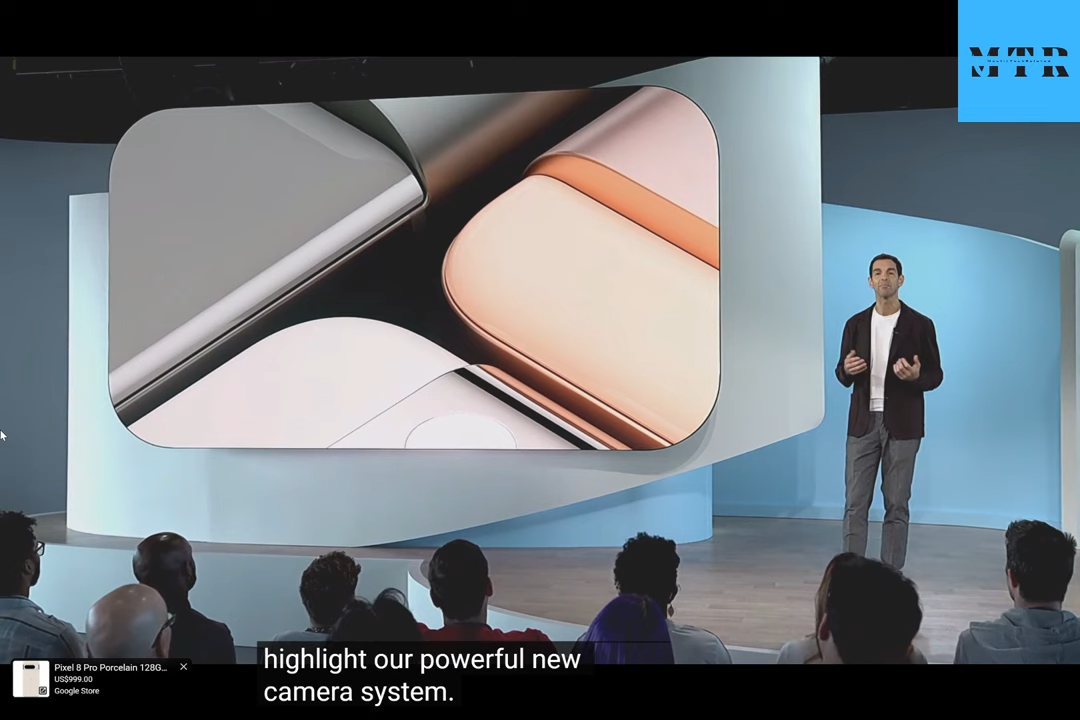 MTR
highlight our powerful new
camera system.
Pixel 8 Pro Porcelain 128G...
US$999.00
Google Store